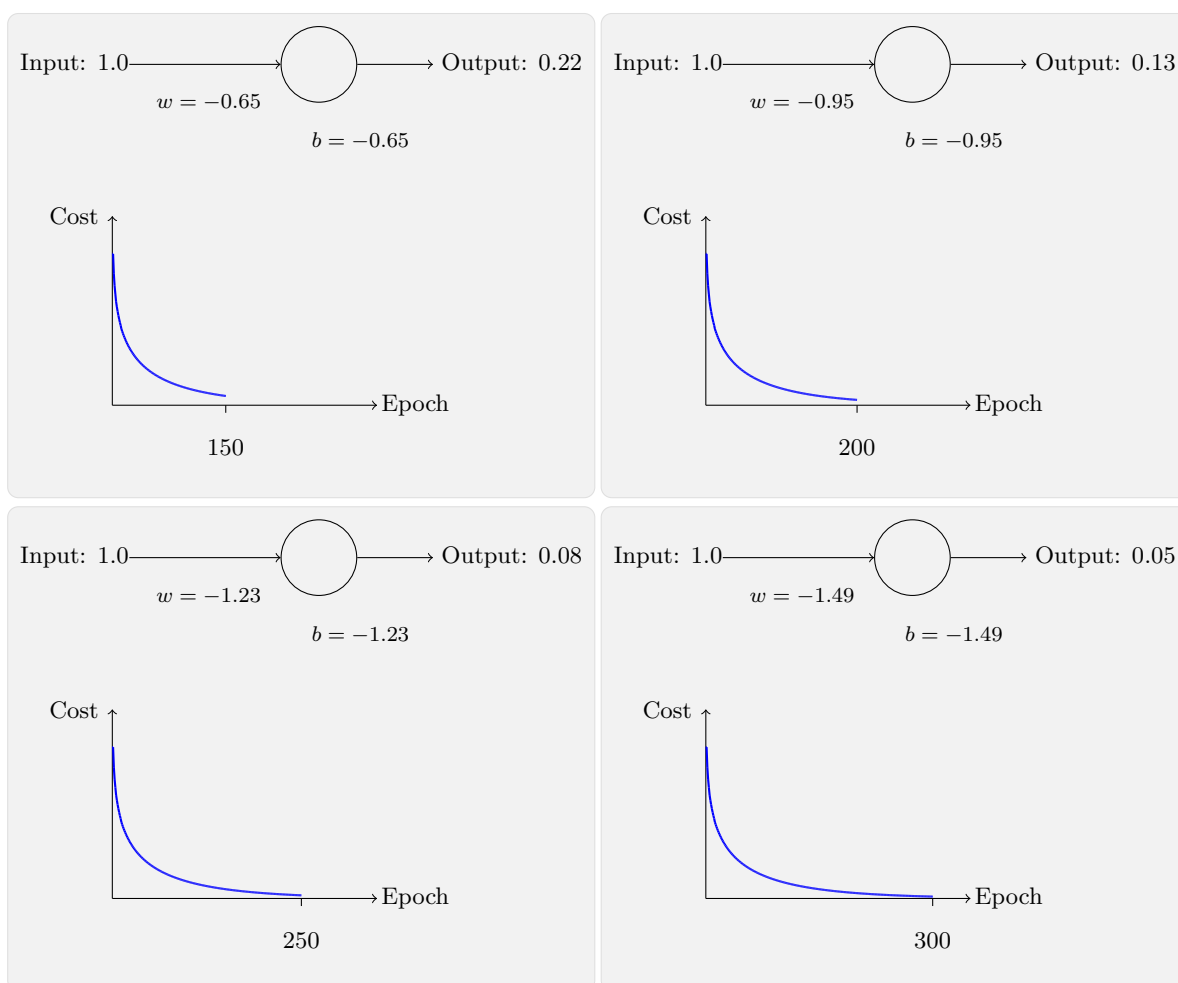 Input: 1.0
Output: 0.22
w = −0.65
b = −0.65
Cost
Epoch
150
Input: 1.0
Output: 0.13
w = −0.95
b = −0.95
Cost
Epoch
200
Input: 1.0
Output: 0.08
w = −1.23
b = −1.23
Cost
Epoch
250
Input: 1.0
Output: 0.05
w = −1.49
b = −1.49
Cost
Epoch
300